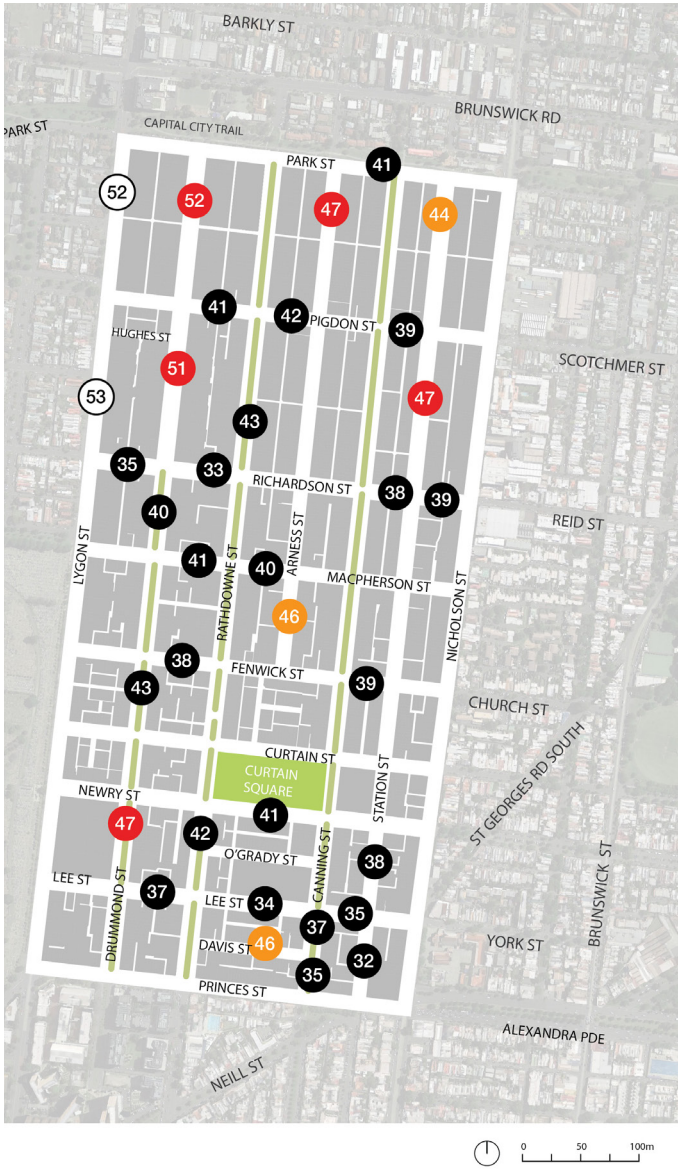 BARKLY ST
BRUNSWICK RD
PARK ST
CAPITAL CITY TRAIL
PARK ST
41
52
52
47
44
41
42
PIGDON ST
39
HUGHES ST
51
SCOTCHMER ST
53
47
43
35
33
RICHARDSON ST
38
39
40
REID ST
LYGON ST
ARNESS ST
41
40
MACPHERSON ST
RATHDOWNE ST
NICHOLSON ST
46
38
FENWICK ST
43
39
CHURCH ST
CURTAIN ST
CURTAIN
SQUARE
STATION ST
ST GEORGES RD SOUTH
NEWRY ST
47
42
41
O'GRADY ST
CANNING ST
38
BRUNSWICK ST
LEE ST
DRUMMOND ST
37
LEE ST
34
35
37
DAVIS ST
46
32
YORK ST
35
PRINCES ST
ALEXANDRA PDE
NEILL ST
0 50 100m